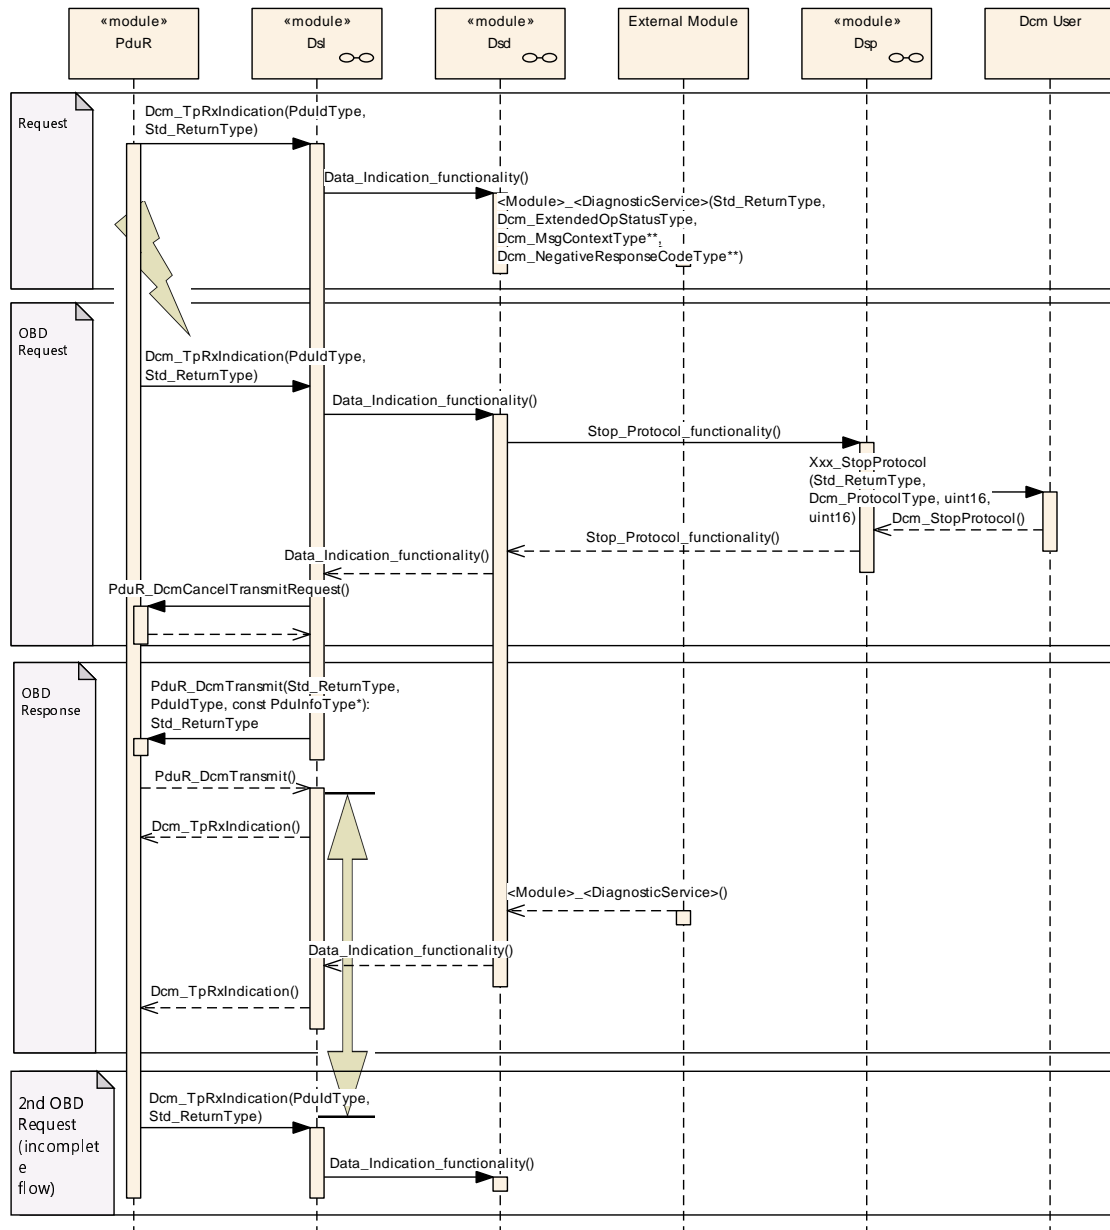 «module»
PduR
«module»
Dsl
«module»
Dsd
External Module
«module»
Dsp
Dcm User
Request
Dcm_TpRxIndication(PduIdType,
Std_ReturnType)
Data_Indication_functionality()
<Module>_<DiagnosticService>(Std_ReturnType,
Dcm_ExtendedOpStatusType,
Dcm_MsgContextType**,
Dcm_NegativeResponseCodeType**)
OBD
Request
Dcm_TpRxIndication(PduIdType,
Std_ReturnType)
Data_Indication_functionality()
Stop_Protocol_functionality()
Xxx_StopProtocol
(Std_ReturnType,
Dcm_ProtocolType, uint16,
uint16)
Dcm_StopProtocol()
Stop_Protocol_functionality()
Data_Indication_functionality()
PduR_DcmCancelTransmitRequest()
OBD
Response
PduR_DcmTransmit(Std_ReturnType,
PduIdType, const PduInfoType*):
Std_ReturnType
PduR_DcmTransmit()
Dcm_TpRxIndication()
<Module>_<DiagnosticService>()
Data_Indication_functionality()
Dcm_TpRxIndication()
2nd OBD
Request
(incomplet
e
flow)
Dcm_TpRxIndication(PduIdType,
Std_ReturnType)
Data_Indication_functionality()